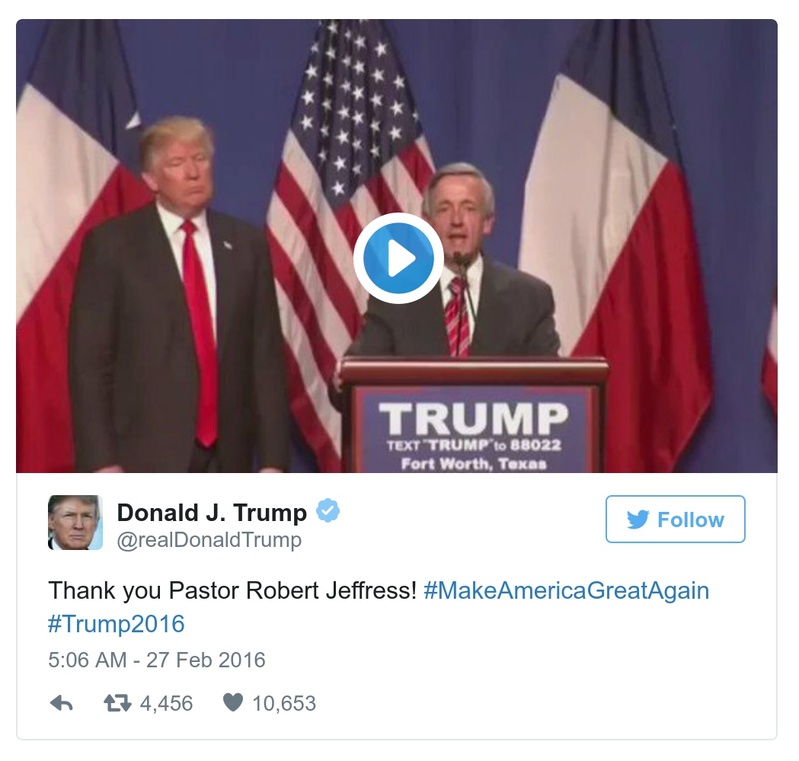 TRUMP
TEXT "TRUMP" to 88022
Fort Worth, Texas
Donald J. Trump
@realDonaldTrump
Follow
Thank you Pastor Robert Jeffress! #MakeAmericaGreatAgain
#Trump2016
5:06 AM - 27 Feb 2016
4,456 10,653